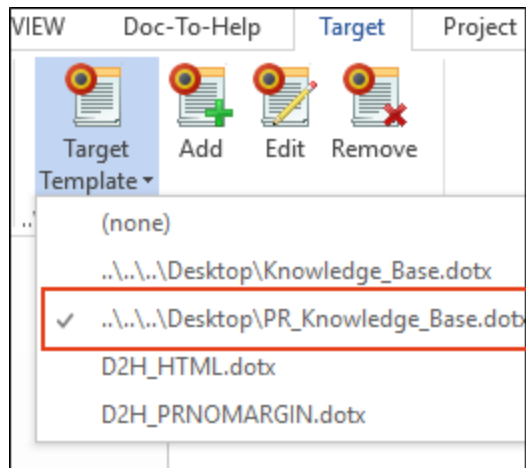 VIEW Doc-To-Help Target Project
Target Template Add Edit Remove
(none)
..\..\..\Desktop\Knowledge_Base.dotx
..\..\..\Desktop\PR_Knowledge_Base.dotx
D2H_HTML.dotx
D2H_PRNOMARGIN.dotx